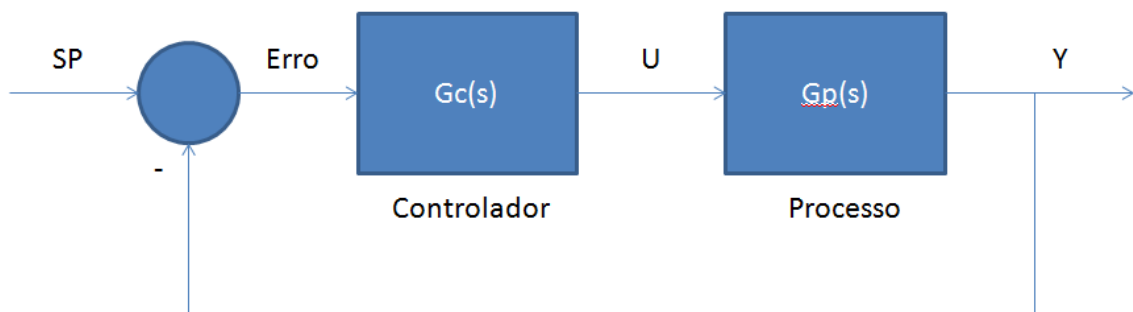 SP
Erro
Gc(s)
U
Gp(s)
Y
-
Controlador
Processo